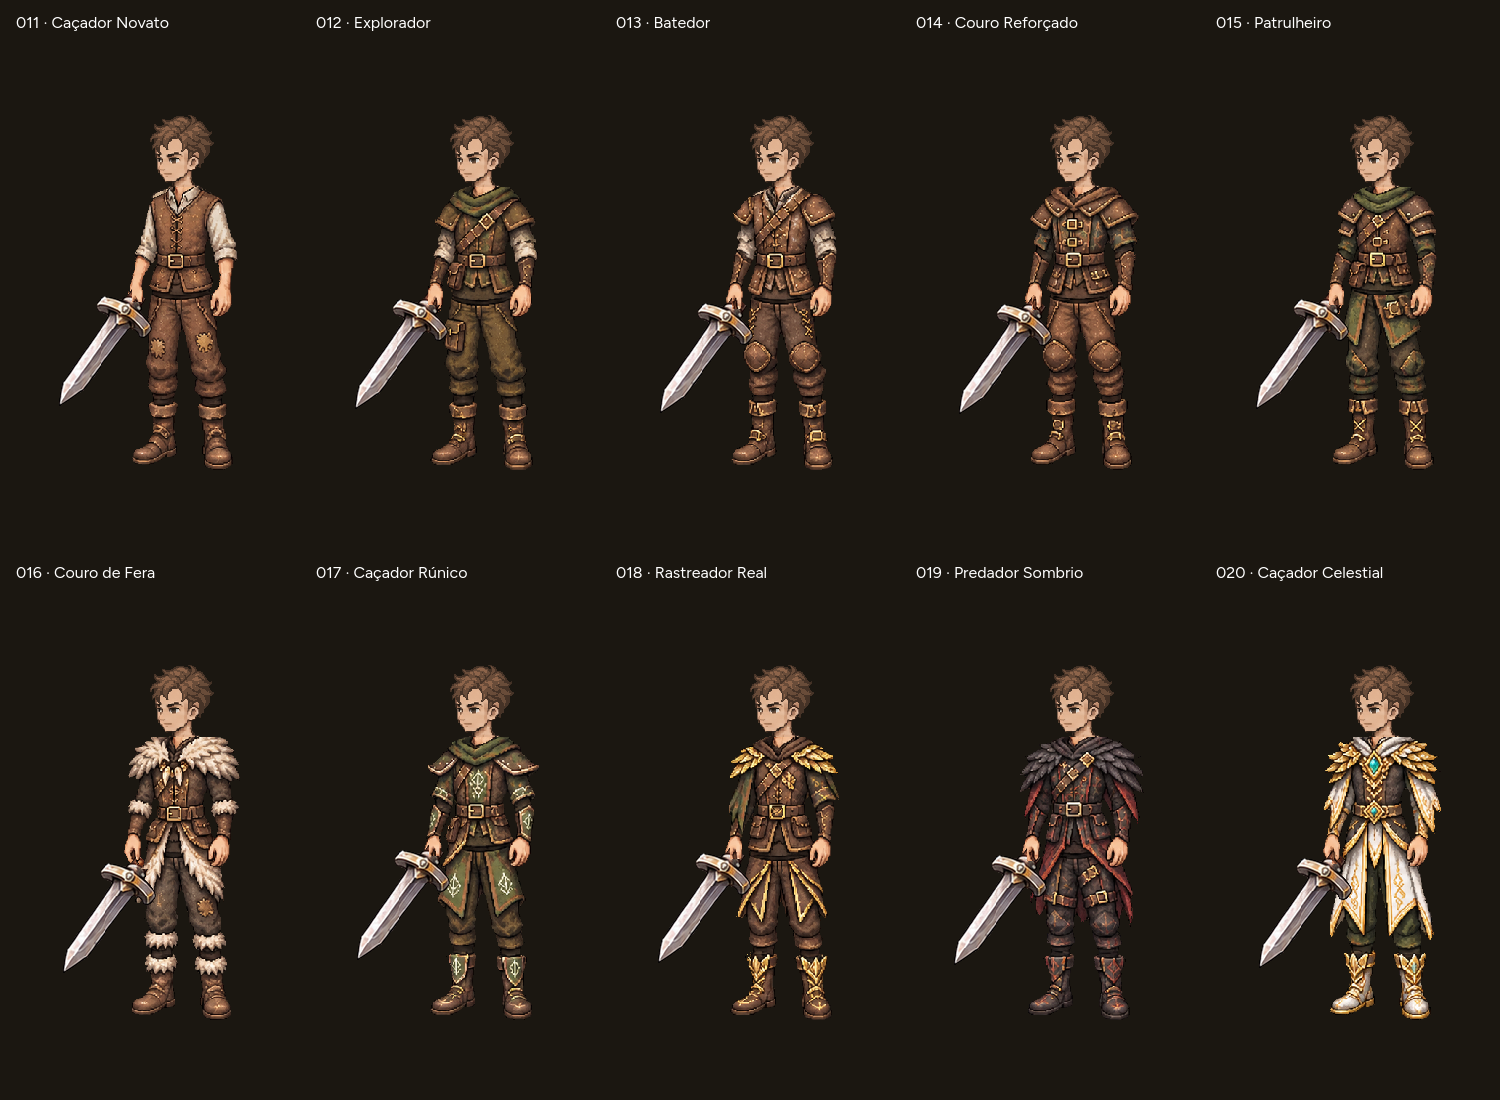 011 · Caçador Novato
012 · Explorador
013 · Batedor
014 · Couro Reforçado
015 · Patrulheiro
016 · Couro de Fera
017 · Caçador Rúnico
018 · Rastreador Real
019 · Predador Sombrio
020 · Caçador Celestial